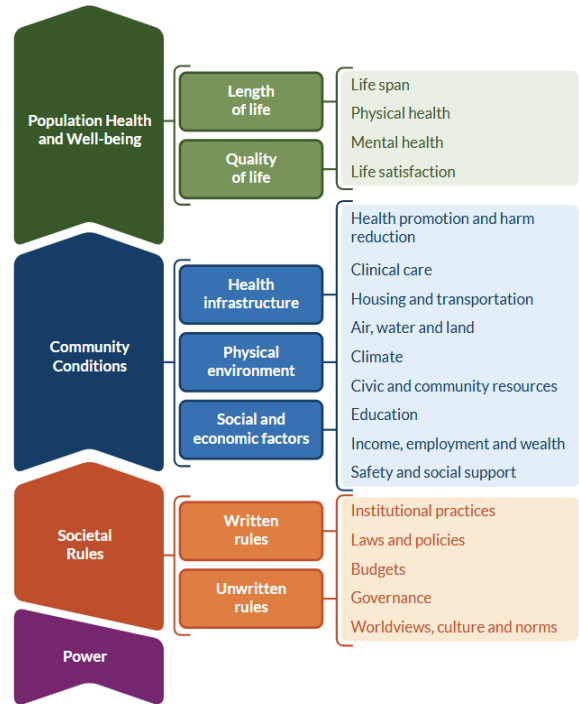 Population Health
and Well-being
Length
of life
Quality
of life
Life span
Physical health
Mental health
Life satisfaction
Community
Conditions
Health
infrastructure
Physical
environment
Social and
economic factors
Health promotion and harm
reduction
Clinical care
Housing and transportation
Air, water and land
Climate
Civic and community resources
Education
Income, employment and wealth
Safety and social support
Societal
Rules
Written
rules
Unwritten
rules
Institutional practices
Laws and policies
Budgets
Governance
Worldviews, culture and norms
Power